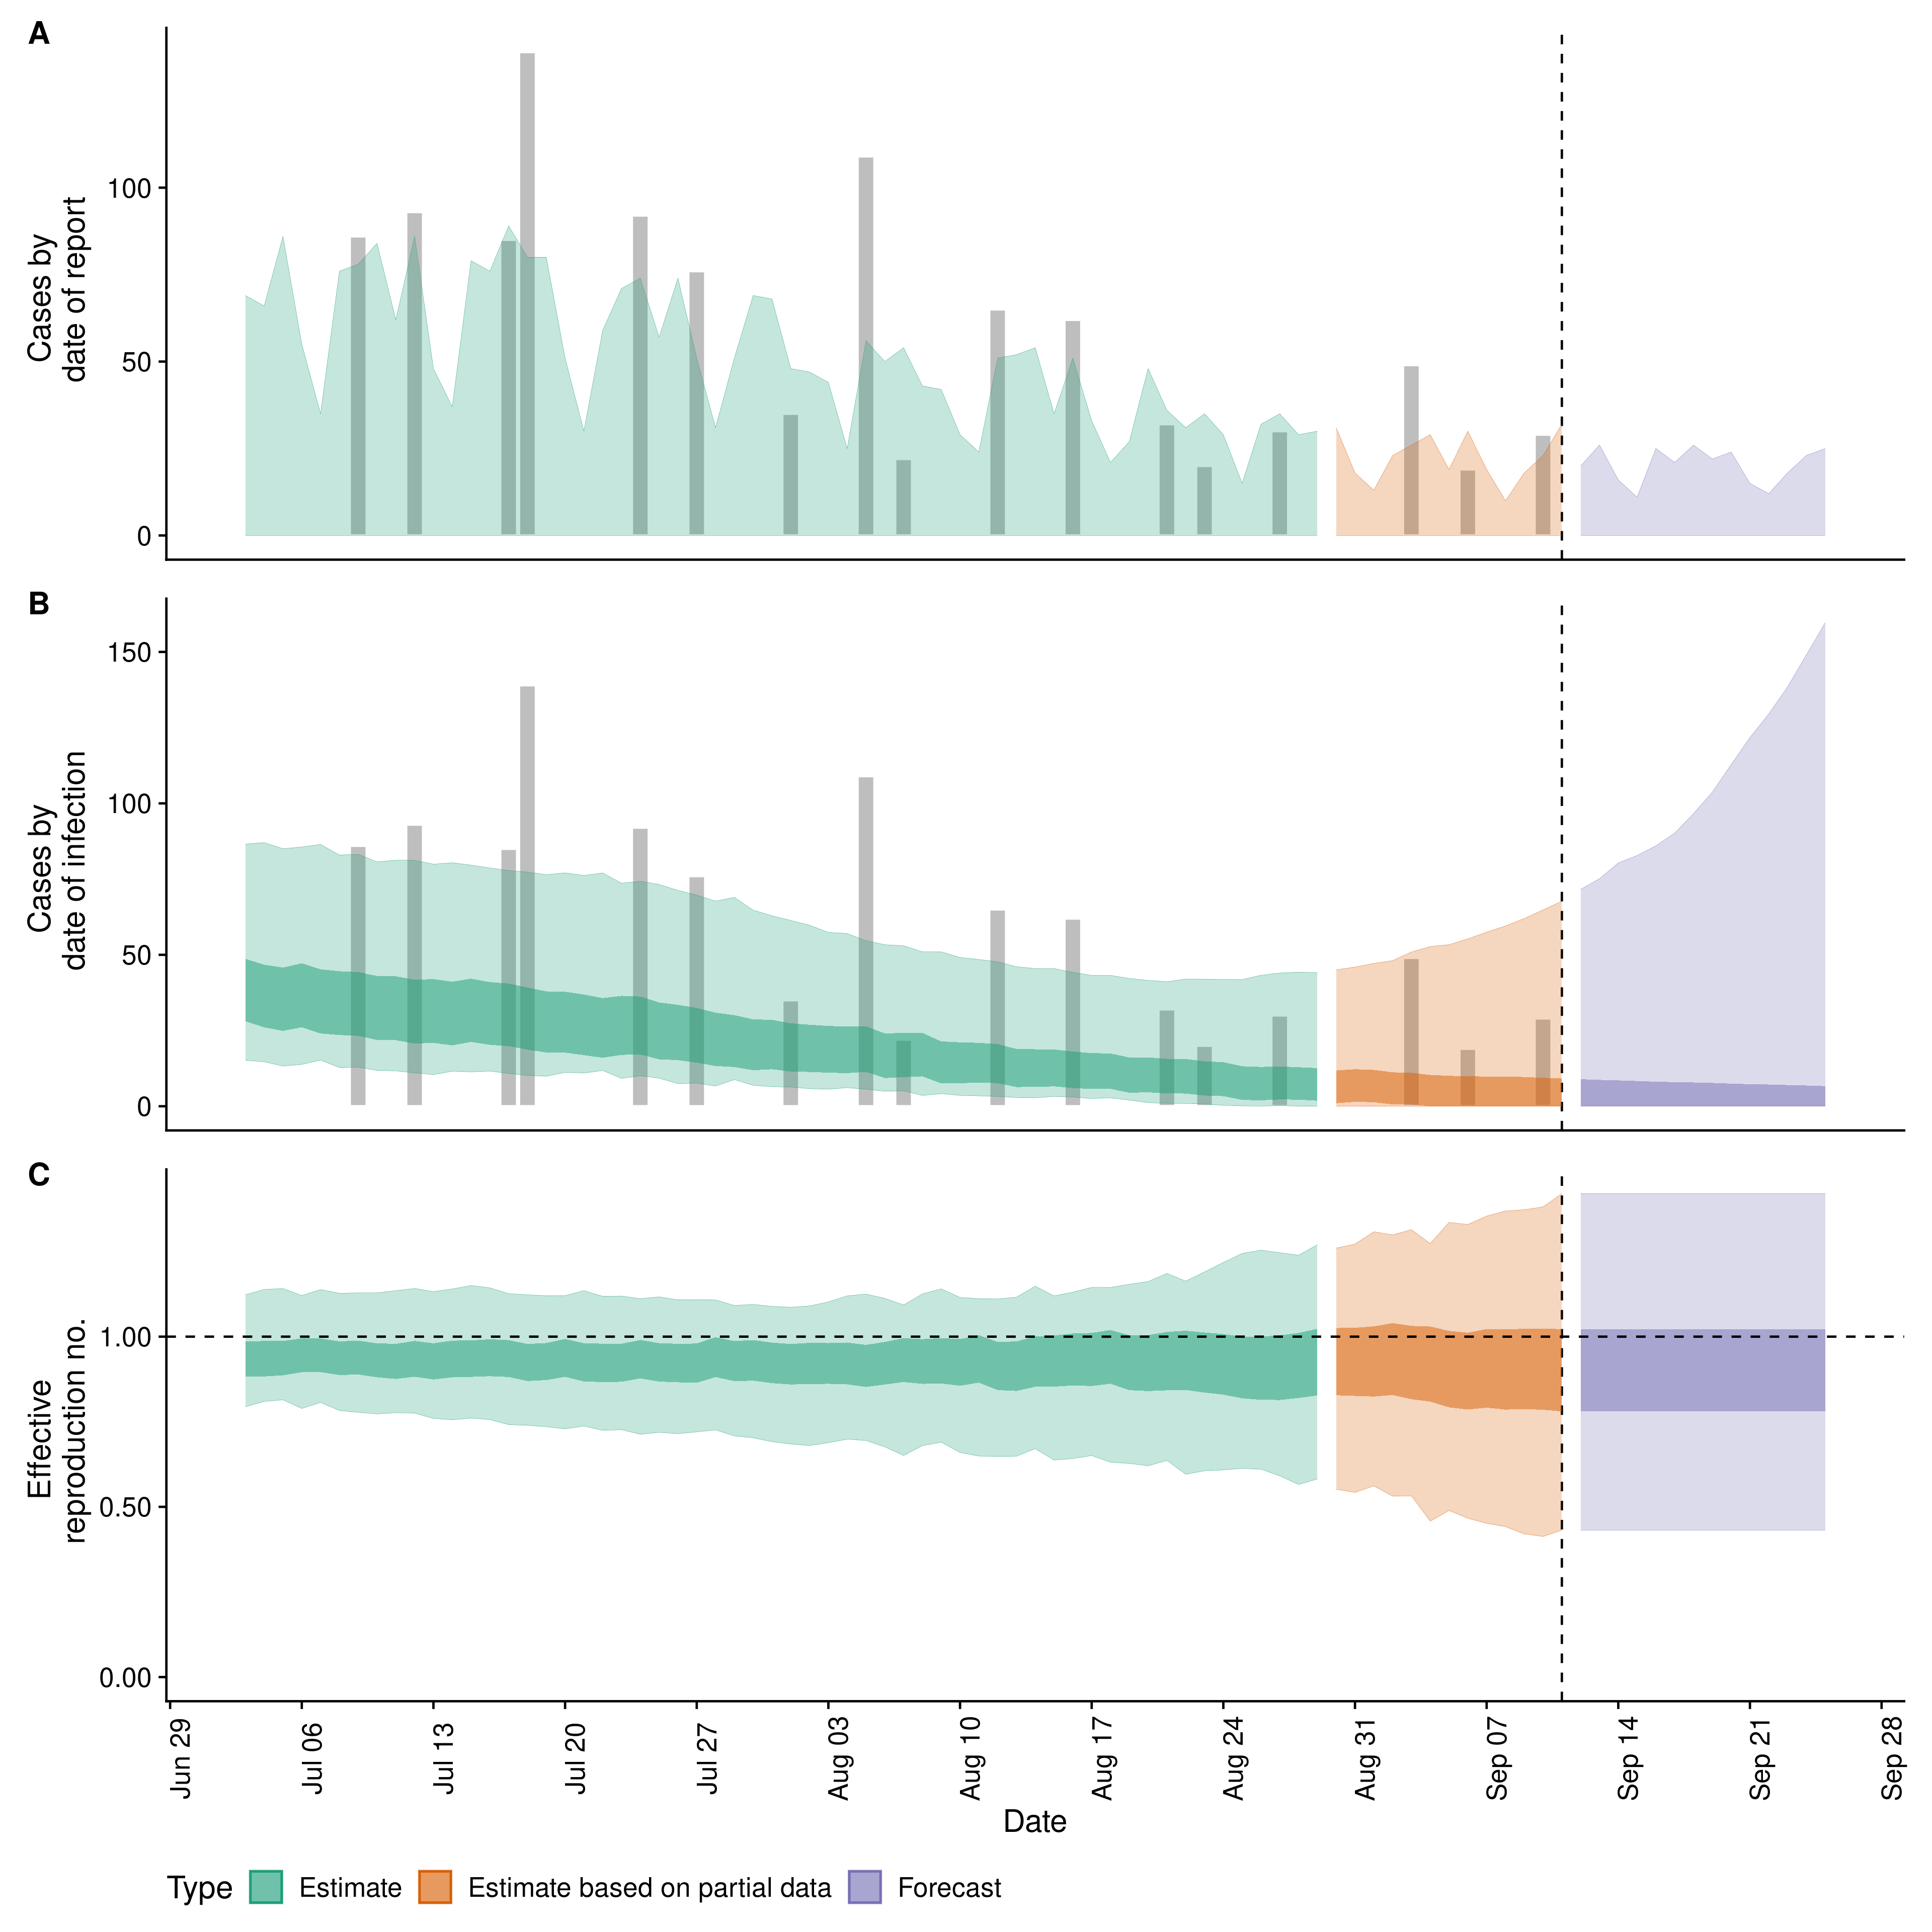 A
Cases by
date of report
100
50
0
B
Cases by
date of infection
150
100
50
0
C
Effective
reproduction no.
1.00
0.50
0.00
Jun 29
Jul 06
Jul 13
Jul 20
Jul 27
Aug 03
Aug 10
Aug 17
Aug 24
Aug 31
Sep 07
Sep 14
Sep 21
Sep 28
Date
Type Estimate Estimate based on partial data Forecast